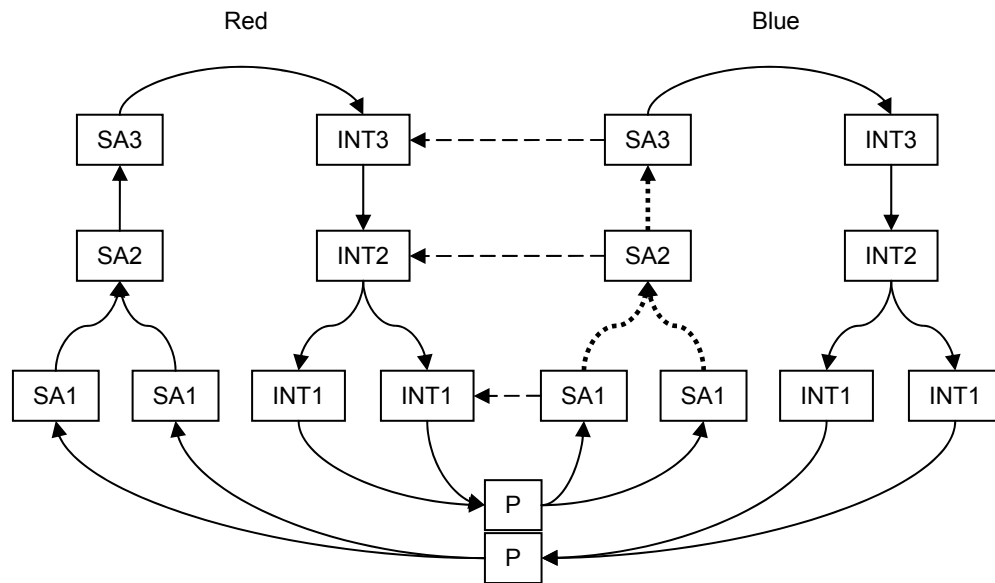 Red Blue
SA3 INT3 SA3 INT3
SA2 INT2 SA2 INT2
SA1 SA1 INT1 INT1 SA1 SA1 INT1 INT1
P
P